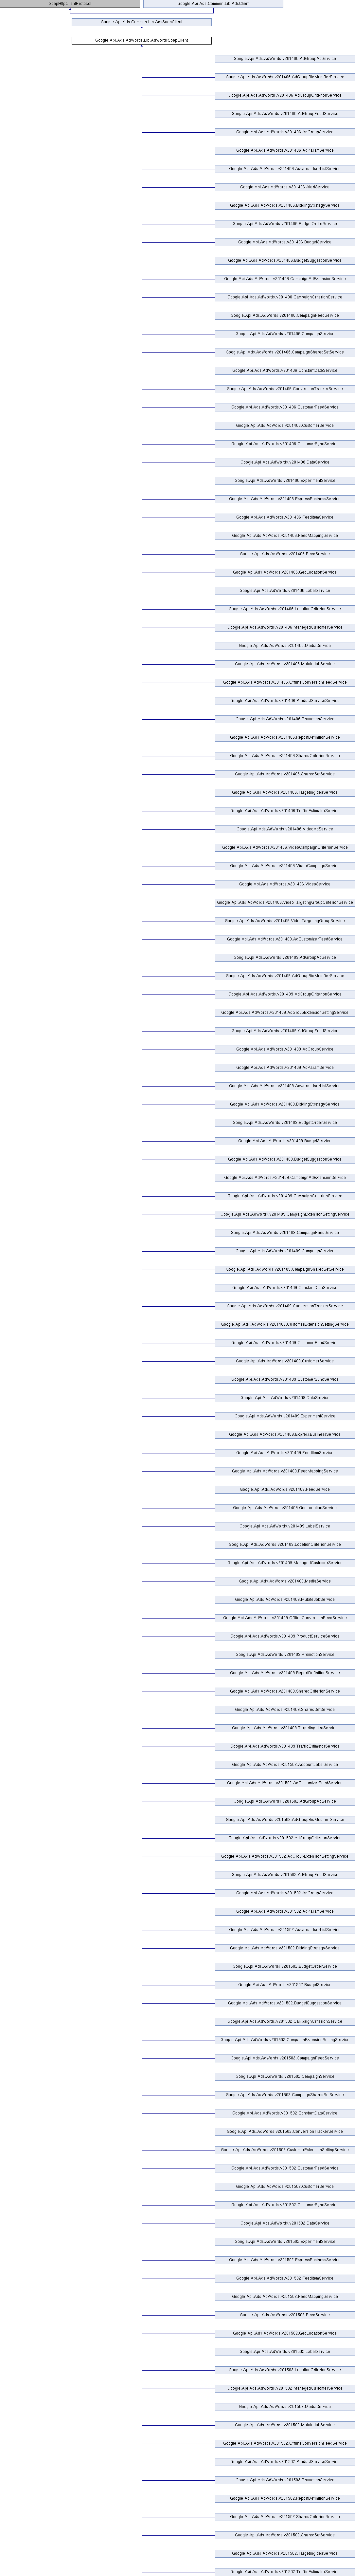 SoapHttpClientProtocol
Google.Api.Ads.Common.Lib.AdsClient
Google.Api.Ads.Common.Lib.AdsSoapClient
Google.Api.Ads.AdWords.Lib.AdWordsSoapClient
Google.Api.Ads.AdWords.v201406.AdGroupAdService
Google.Api.Ads.AdWords.v201406.AdGroupBidModifierService
Google.Api.Ads.AdWords.v201406.AdGroupCriterionService
Google.Api.Ads.AdWords.v201406.AdGroupFeedService
Google.Api.Ads.AdWords.v201406.AdGroupService
Google.Api.Ads.AdWords.v201406.AdParamService
Google.Api.Ads.AdWords.v201406.AdwordsUserListService
Google.Api.Ads.AdWords.v201406.AlertService
Google.Api.Ads.AdWords.v201406.BiddingStrategyService
Google.Api.Ads.AdWords.v201406.BudgetOrderService
Google.Api.Ads.AdWords.v201406.BudgetService
Google.Api.Ads.AdWords.v201406.BudgetSuggestionService
Google.Api.Ads.AdWords.v201406.CampaignAdExtensionService
Google.Api.Ads.AdWords.v201406.CampaignCriterionService
Google.Api.Ads.AdWords.v201406.CampaignFeedService
Google.Api.Ads.AdWords.v201406.CampaignService
Google.Api.Ads.AdWords.v201406.CampaignSharedSetService
Google.Api.Ads.AdWords.v201406.ConstantDataService
Google.Api.Ads.AdWords.v201406.ConversionTrackerService
Google.Api.Ads.AdWords.v201406.CustomerFeedService
Google.Api.Ads.AdWords.v201406.CustomerService
Google.Api.Ads.AdWords.v201406.CustomerSyncService
Google.Api.Ads.AdWords.v201406.DataService
Google.Api.Ads.AdWords.v201406.ExperimentService
Google.Api.Ads.AdWords.v201406.ExpressBusinessService
Google.Api.Ads.AdWords.v201406.FeedItemService
Google.Api.Ads.AdWords.v201406.FeedMappingService
Google.Api.Ads.AdWords.v201406.FeedService
Google.Api.Ads.AdWords.v201406.GeoLocationService
Google.Api.Ads.AdWords.v201406.LabelService
Google.Api.Ads.AdWords.v201406.LocationCriterionService
Google.Api.Ads.AdWords.v201406.ManagedCustomerService
Google.Api.Ads.AdWords.v201406.MediaService
Google.Api.Ads.AdWords.v201406.MutateJobService
Google.Api.Ads.AdWords.v201406.OfflineConversionFeedService
Google.Api.Ads.AdWords.v201406.ProductServiceService
Google.Api.Ads.AdWords.v201406.PromotionService
Google.Api.Ads.AdWords.v201406.ReportDefinitionService
Google.Api.Ads.AdWords.v201406.SharedCriterionService
Google.Api.Ads.AdWords.v201406.SharedSetService
Google.Api.Ads.AdWords.v201406.TargetingIdeaService
Google.Api.Ads.AdWords.v201406.TrafficEstimatorService
Google.Api.Ads.AdWords.v201406.VideoAdService
Google.Api.Ads.AdWords.v201406.VideoCampaignCriterionService
Google.Api.Ads.AdWords.v201406.VideoCampaignService
Google.Api.Ads.AdWords.v201406.VideoService
Google.Api.Ads.AdWords.v201406.VideoTargetingGroupCriterionService
Google.Api.Ads.AdWords.v201406.VideoTargetingGroupService
Google.Api.Ads.AdWords.v201409.AdCustomizerFeedService
Google.Api.Ads.AdWords.v201409.AdGroupAdService
Google.Api.Ads.AdWords.v201409.AdGroupBidModifierService
Google.Api.Ads.AdWords.v201409.AdGroupCriterionService
Google.Api.Ads.AdWords.v201409.AdGroupExtensionSettingService
Google.Api.Ads.AdWords.v201409.AdGroupFeedService
Google.Api.Ads.AdWords.v201409.AdGroupService
Google.Api.Ads.AdWords.v201409.AdParamService
Google.Api.Ads.AdWords.v201409.AdwordsUserListService
Google.Api.Ads.AdWords.v201409.BiddingStrategyService
Google.Api.Ads.AdWords.v201409.BudgetOrderService
Google.Api.Ads.AdWords.v201409.BudgetService
Google.Api.Ads.AdWords.v201409.BudgetSuggestionService
Google.Api.Ads.AdWords.v201409.CampaignAdExtensionService
Google.Api.Ads.AdWords.v201409.CampaignCriterionService
Google.Api.Ads.AdWords.v201409.CampaignExtensionSettingService
Google.Api.Ads.AdWords.v201409.CampaignFeedService
Google.Api.Ads.AdWords.v201409.CampaignService
Google.Api.Ads.AdWords.v201409.CampaignSharedSetService
Google.Api.Ads.AdWords.v201409.ConstantDataService
Google.Api.Ads.AdWords.v201409.ConversionTrackerService
Google.Api.Ads.AdWords.v201409.CustomerExtensionSettingService
Google.Api.Ads.AdWords.v201409.CustomerFeedService
Google.Api.Ads.AdWords.v201409.CustomerService
Google.Api.Ads.AdWords.v201409.CustomerSyncService
Google.Api.Ads.AdWords.v201409.DataService
Google.Api.Ads.AdWords.v201409.ExperimentService
Google.Api.Ads.AdWords.v201409.ExpressBusinessService
Google.Api.Ads.AdWords.v201409.FeedItemService
Google.Api.Ads.AdWords.v201409.FeedMappingService
Google.Api.Ads.AdWords.v201409.FeedService
Google.Api.Ads.AdWords.v201409.GeoLocationService
Google.Api.Ads.AdWords.v201409.LabelService
Google.Api.Ads.AdWords.v201409.LocationCriterionService
Google.Api.Ads.AdWords.v201409.ManagedCustomerService
Google.Api.Ads.AdWords.v201409.MediaService
Google.Api.Ads.AdWords.v201409.MutateJobService
Google.Api.Ads.AdWords.v201409.OfflineConversionFeedService
Google.Api.Ads.AdWords.v201409.ProductServiceService
Google.Api.Ads.AdWords.v201409.PromotionService
Google.Api.Ads.AdWords.v201409.ReportDefinitionService
Google.Api.Ads.AdWords.v201409.SharedCriterionService
Google.Api.Ads.AdWords.v201409.SharedSetService
Google.Api.Ads.AdWords.v201409.TargetingIdeaService
Google.Api.Ads.AdWords.v201409.TrafficEstimatorService
Google.Api.Ads.AdWords.v201502.AccountLabelService
Google.Api.Ads.AdWords.v201502.AdCustomizerFeedService
Google.Api.Ads.AdWords.v201502.AdGroupAdService
Google.Api.Ads.AdWords.v201502.AdGroupBidModifierService
Google.Api.Ads.AdWords.v201502.AdGroupCriterionService
Google.Api.Ads.AdWords.v201502.AdGroupExtensionSettingService
Google.Api.Ads.AdWords.v201502.AdGroupFeedService
Google.Api.Ads.AdWords.v201502.AdGroupService
Google.Api.Ads.AdWords.v201502.AdParamService
Google.Api.Ads.AdWords.v201502.AdwordsUserListService
Google.Api.Ads.AdWords.v201502.BiddingStrategyService
Google.Api.Ads.AdWords.v201502.BudgetOrderService
Google.Api.Ads.AdWords.v201502.BudgetService
Google.Api.Ads.AdWords.v201502.BudgetSuggestionService
Google.Api.Ads.AdWords.v201502.CampaignCriterionService
Google.Api.Ads.AdWords.v201502.CampaignExtensionSettingService
Google.Api.Ads.AdWords.v201502.CampaignFeedService
Google.Api.Ads.AdWords.v201502.CampaignService
Google.Api.Ads.AdWords.v201502.CampaignSharedSetService
Google.Api.Ads.AdWords.v201502.ConstantDataService
Google.Api.Ads.AdWords.v201502.ConversionTrackerService
Google.Api.Ads.AdWords.v201502.CustomerExtensionSettingService
Google.Api.Ads.AdWords.v201502.CustomerFeedService
Google.Api.Ads.AdWords.v201502.CustomerService
Google.Api.Ads.AdWords.v201502.CustomerSyncService
Google.Api.Ads.AdWords.v201502.DataService
Google.Api.Ads.AdWords.v201502.ExperimentService
Google.Api.Ads.AdWords.v201502.ExpressBusinessService
Google.Api.Ads.AdWords.v201502.FeedItemService
Google.Api.Ads.AdWords.v201502.FeedMappingService
Google.Api.Ads.AdWords.v201502.FeedService
Google.Api.Ads.AdWords.v201502.GeoLocationService
Google.Api.Ads.AdWords.v201502.LabelService
Google.Api.Ads.AdWords.v201502.LocationCriterionService
Google.Api.Ads.AdWords.v201502.ManagedCustomerService
Google.Api.Ads.AdWords.v201502.MediaService
Google.Api.Ads.AdWords.v201502.MutateJobService
Google.Api.Ads.AdWords.v201502.OfflineConversionFeedService
Google.Api.Ads.AdWords.v201502.ProductServiceService
Google.Api.Ads.AdWords.v201502.PromotionService
Google.Api.Ads.AdWords.v201502.ReportDefinitionService
Google.Api.Ads.AdWords.v201502.SharedCriterionService
Google.Api.Ads.AdWords.v201502.SharedSetService
Google.Api.Ads.AdWords.v201502.TargetingIdeaService
Google.Api.Ads.AdWords.v201502.TrafficEstimatorService